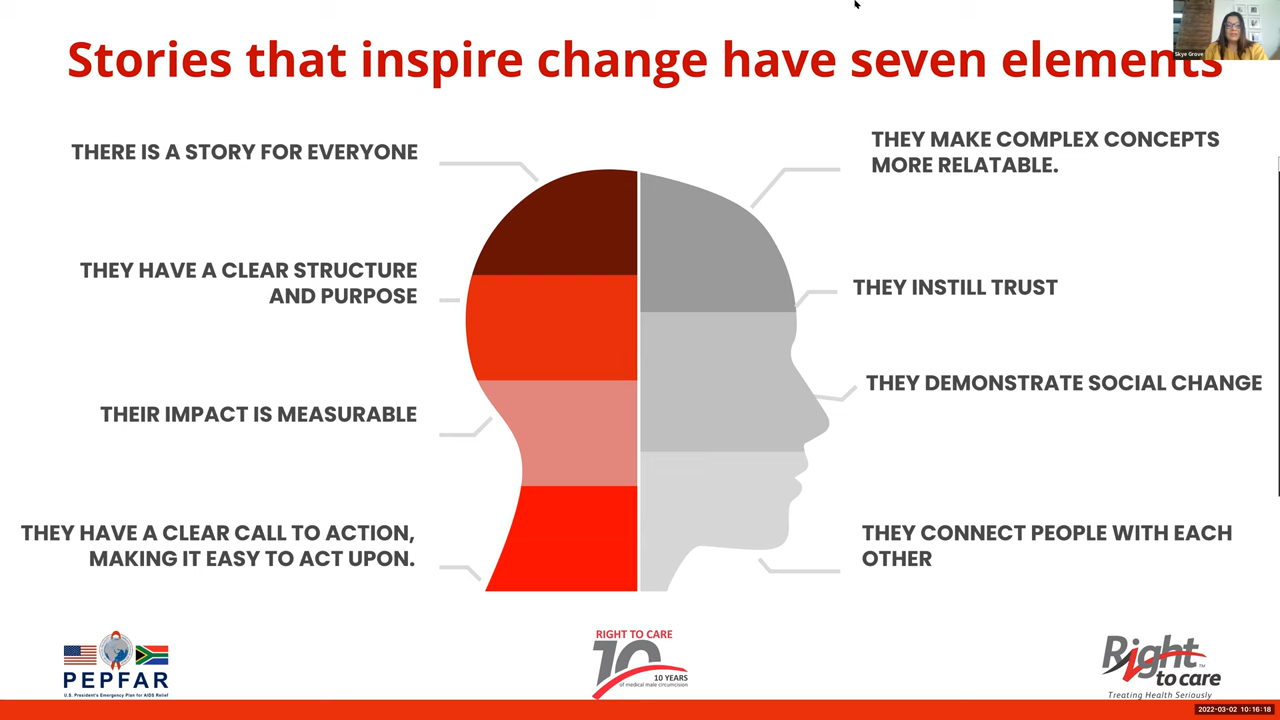 Stories that inspire change have seven elements
Skye Grove
THERE IS A STORY FOR EVERYONE
THEY HAVE A CLEAR STRUCTURE
AND PURPOSE
THEIR IMPACT IS MEASURABLE
THEY HAVE A CLEAR CALL TO ACTION,
MAKING IT EASY TO ACT UPON.
THEY MAKE COMPLEX CONCEPTS
MORE RELATABLE.
THEY INSTILL TRUST
THEY DEMONSTRATE SOCIAL CHANGE
THEY CONNECT PEOPLE WITH EACH
OTHER
PEPFAR
U.S. President's Emergency Plan for AIDS Relief
RIGHT TO CARE
10
10 YEARS
of medical male circumcision
Right
to care
TM
Treating Health Seriously
2022-03-02 10:16:18